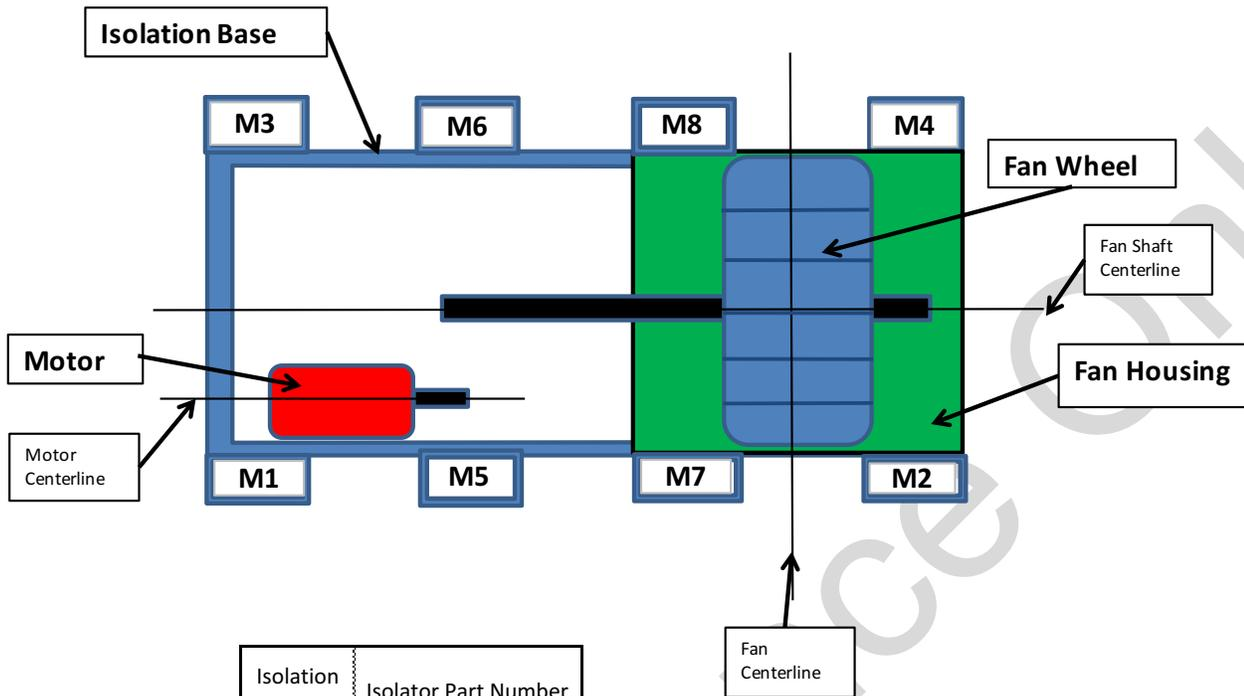 Isolation Base
M3
M6
M8
M4
Fan Wheel
Fan Shaft
Centerline
Motor
Fan Housing
Motor
Centerline
M1
M5
M7
M2
Fan
Centerline
Isolation
Isolator Part Number